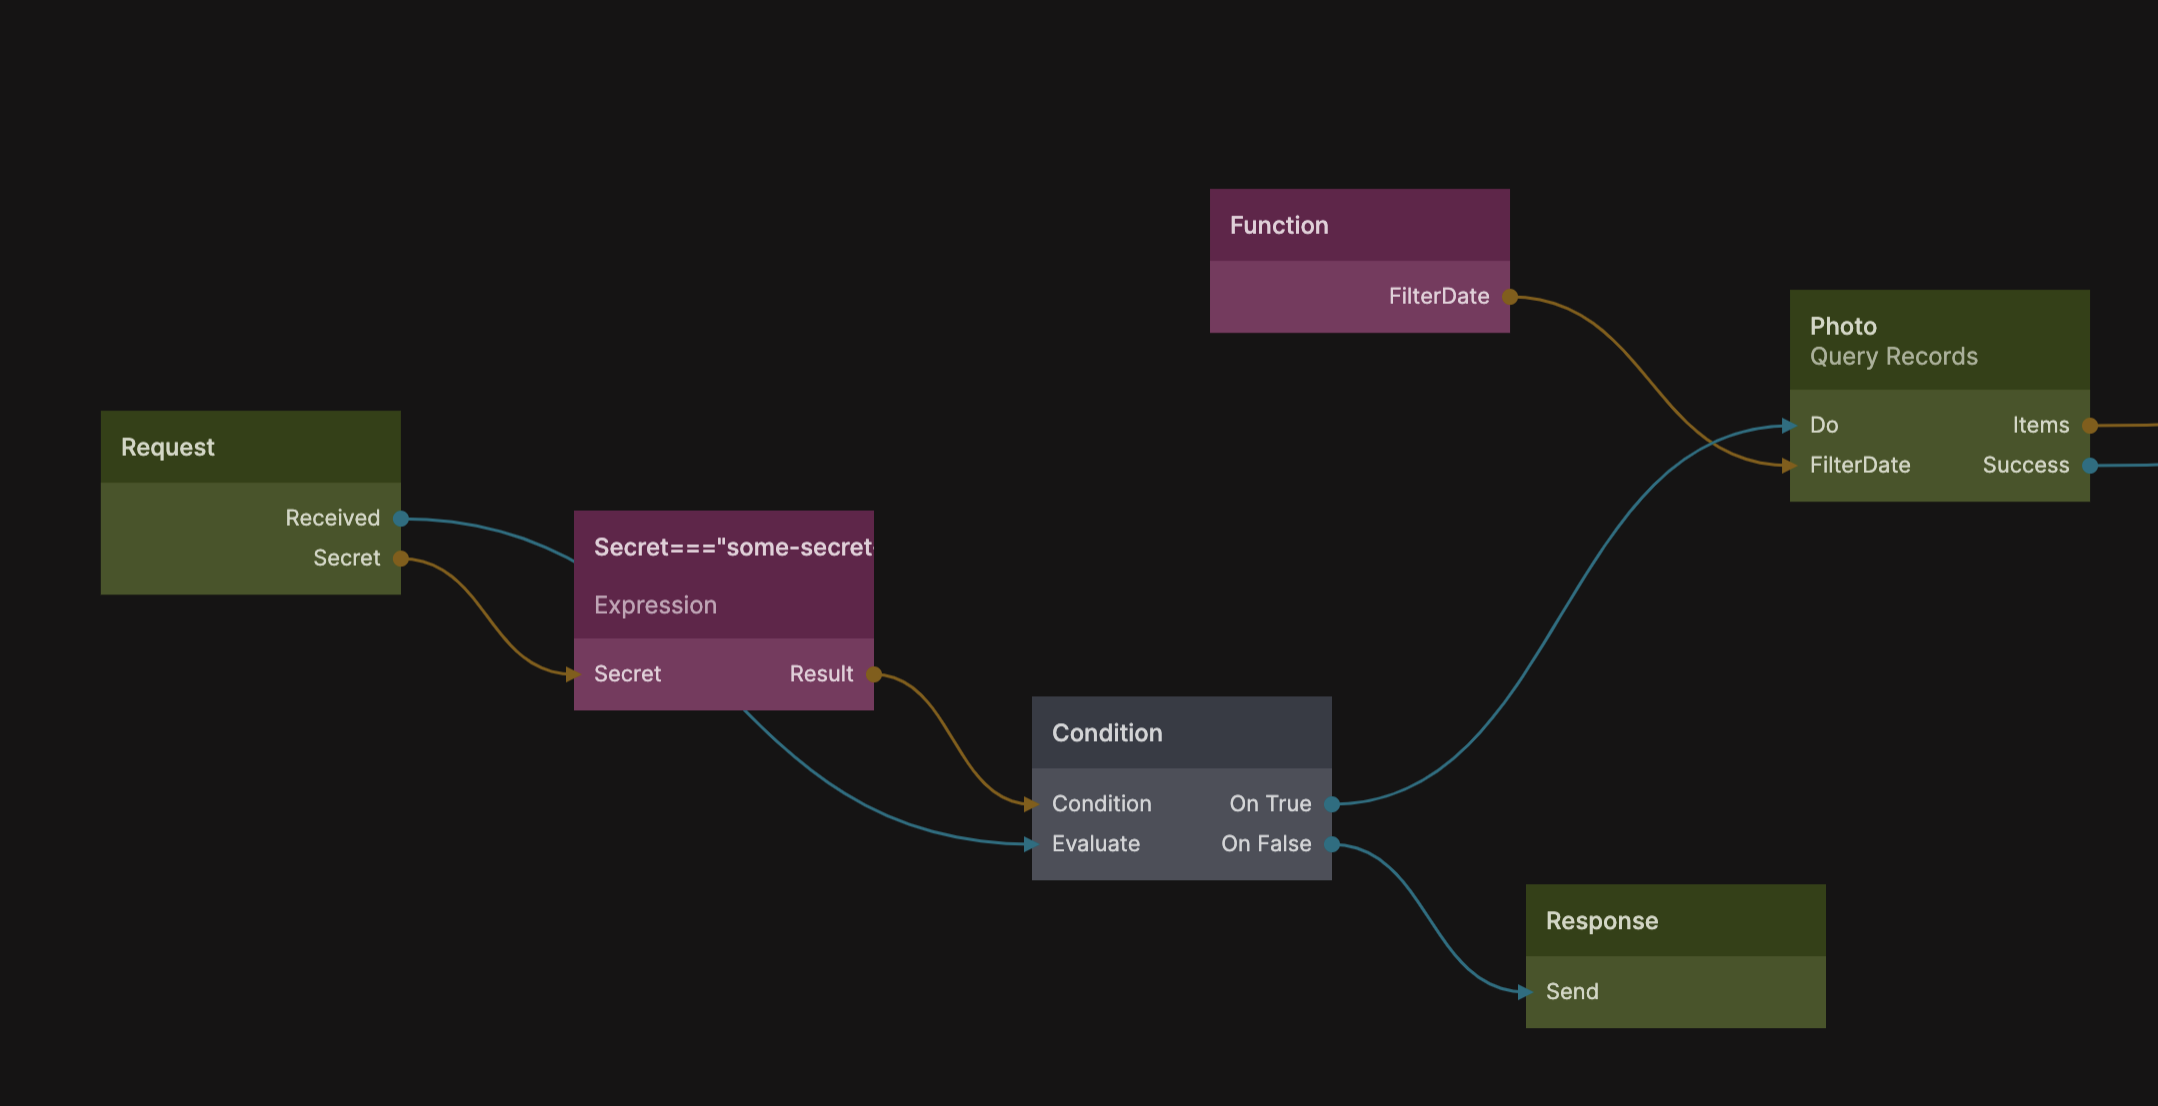 Function
FilterDate
Photo
Query Records
Do
Items
FilterDate
Success
Request
Received
Secret
Secret==="some-secret-
Expression
Secret
Result
Condition
Condition
On True
Evaluate
On False
Response
Send